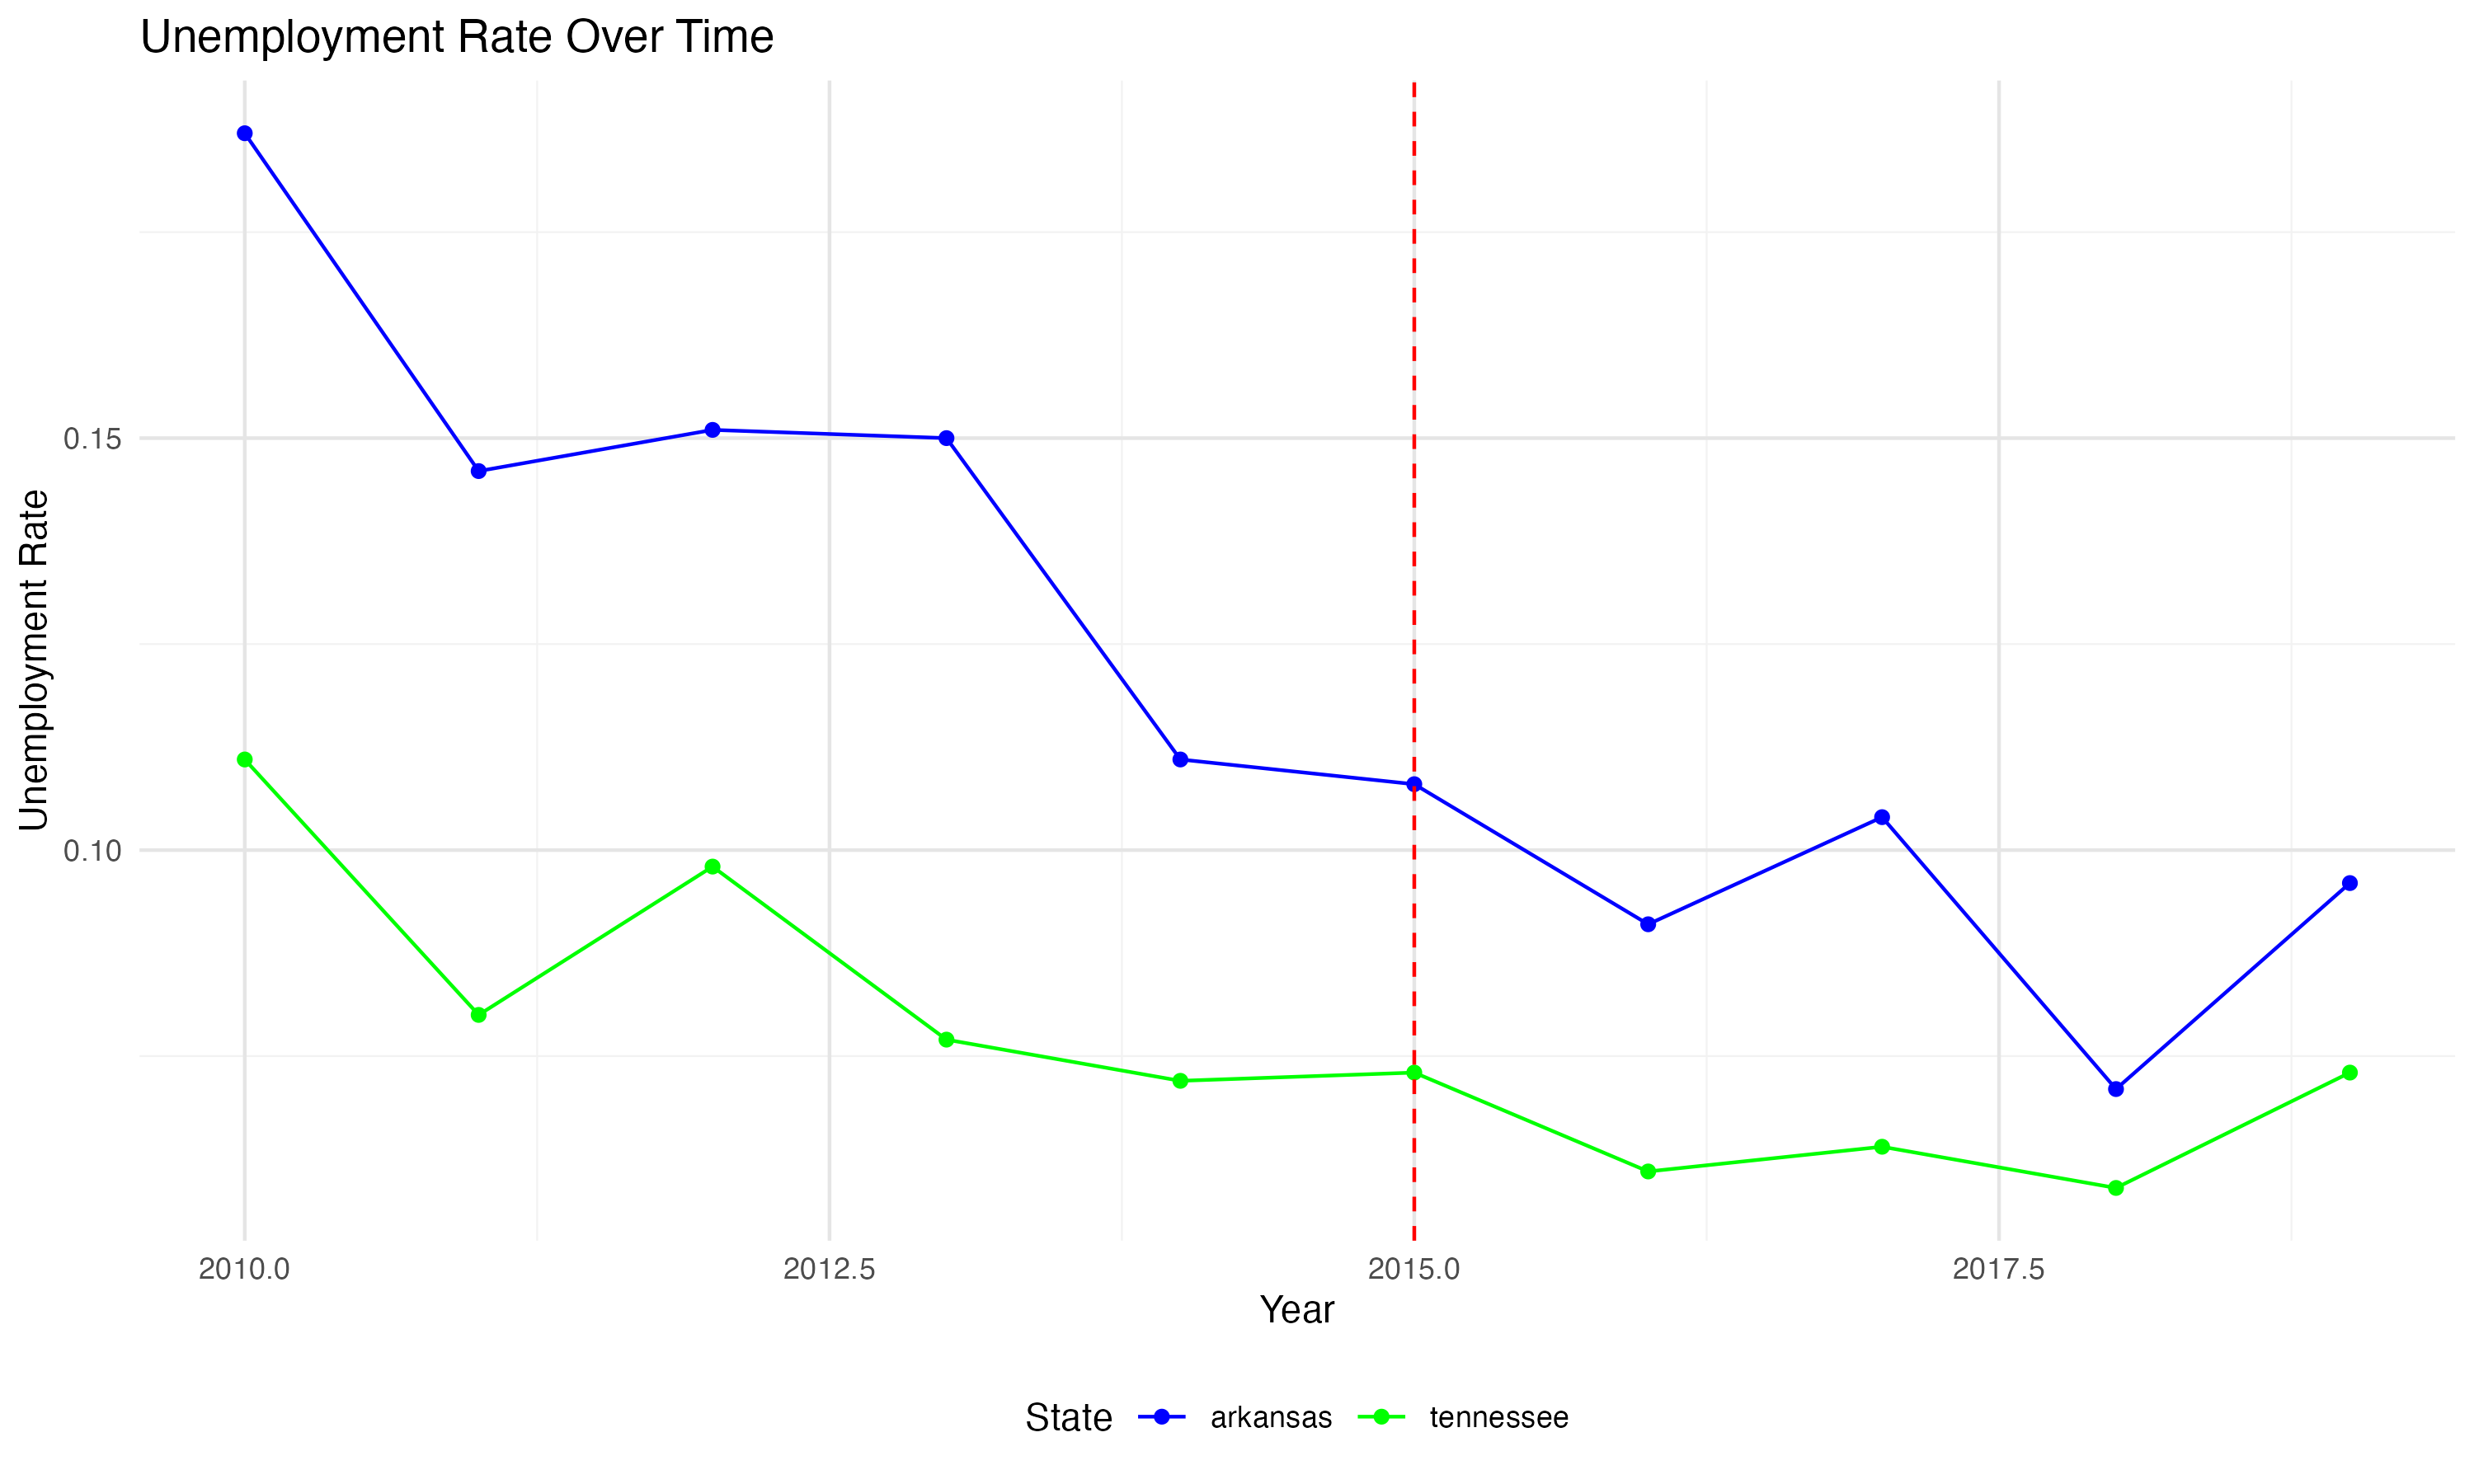 Unemployment Rate Over Time
Unemployment Rate
0.15
0.10
2010.0 2012.5 2015.0 2017.5
Year
State arkansas tennessee